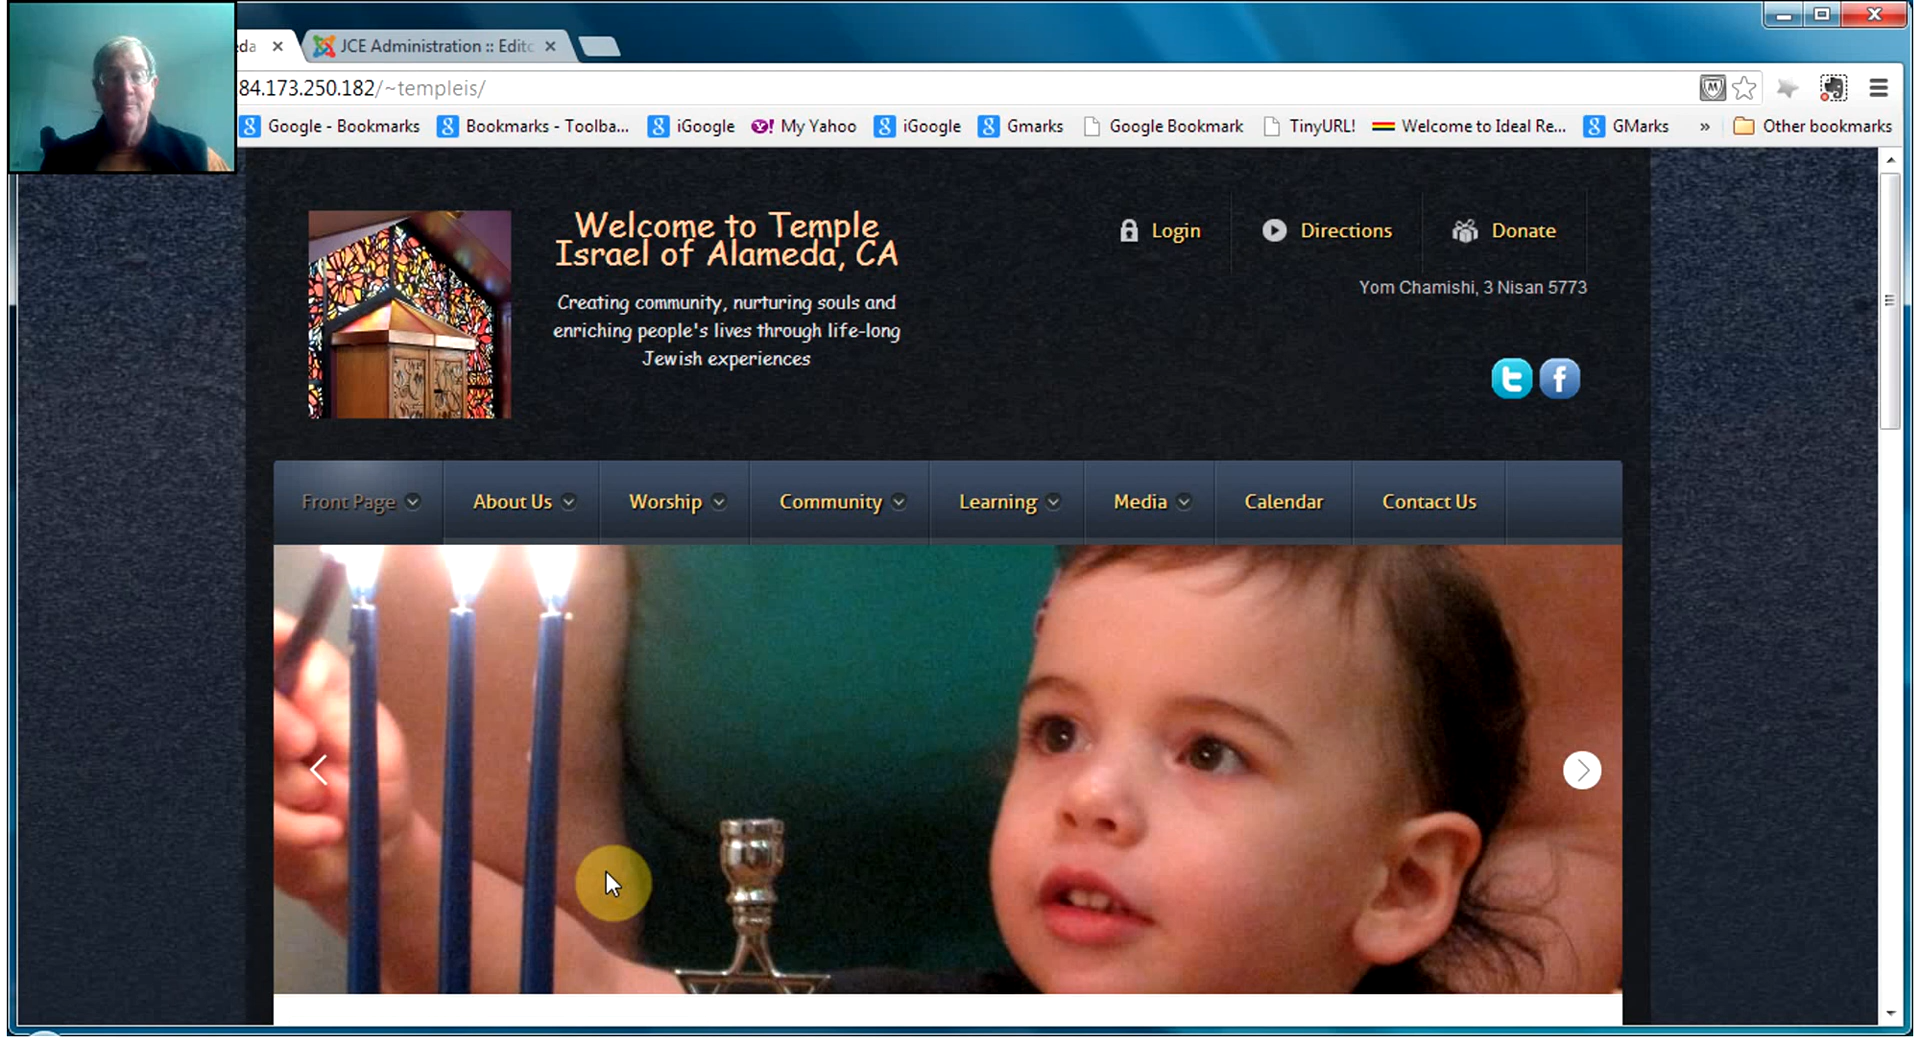 eda
JCE Administration :: Edito
84.173.250.182/~templeis/
Google - Bookmarks
Bookmarks - Toolba...
iGoogle
My Yahoo
iGoogle
Gmarks
Google Bookmark
TinyURL!
Welcome to Ideal Re...
GMarks
»
Other bookmarks
Welcome to Temple
Israel of Alameda, CA
Creating community, nurturing souls and
enriching people's lives through life-long
Jewish experiences
Login
Directions
Donate
Yom Chamishi, 3 Nisan 5773
Front Page
About Us
Worship
Community
Learning
Media
Calendar
Contact Us